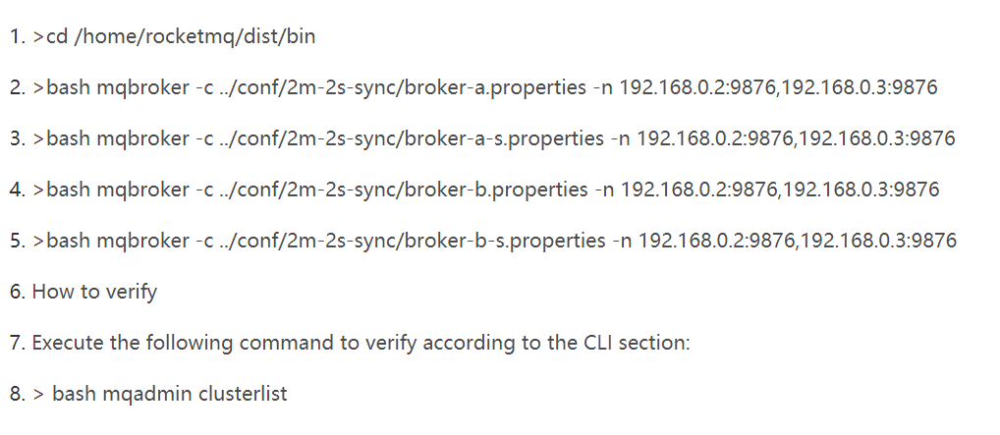 1. >cd /home/rocketmq/dist/bin
2. >bash mqbroker -c ../conf/2m-2s-sync/broker-a.properties -n 192.168.0.2:9876,192.168.0.3:9876
3. >bash mqbroker -c ../conf/2m-2s-sync/broker-a-s.properties -n 192.168.0.2:9876,192.168.0.3:9876
4. >bash mqbroker -c ../conf/2m-2s-sync/broker-b.properties -n 192.168.0.2:9876,192.168.0.3:9876
5. >bash mqbroker -c ../conf/2m-2s-sync/broker-b-s.properties -n 192.168.0.2:9876,192.168.0.3:9876
6. How to verify
7. Execute the following command to verify according to the CLI section:
8. > bash mqadmin clusterlist